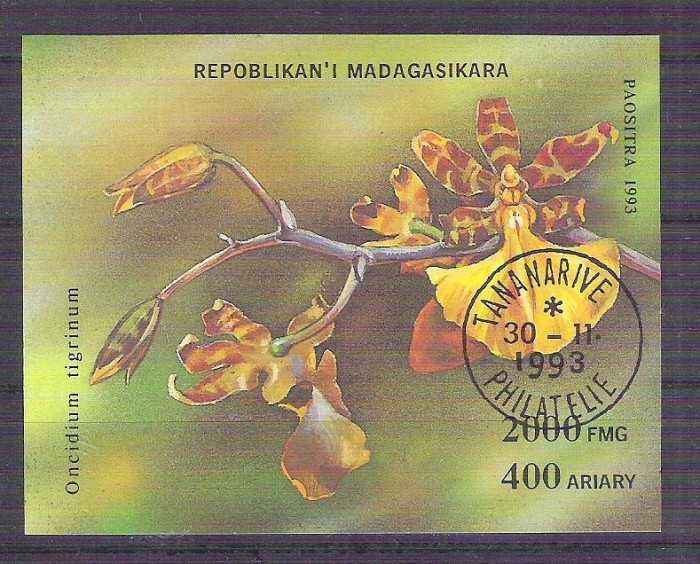 REPOBLIKAN'I MADAGASIKARA
PAOSITRA 1993
Oncidium tigrinum
TANANARIVE
*
30 - 11.
1993
PHILATELIE
2000 FMG
400 ARIARY